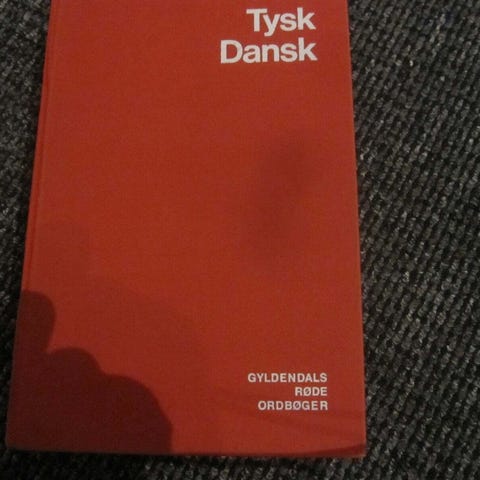 Tysk
Dansk
GYLDENDALS
RØDE
ORDBØGER